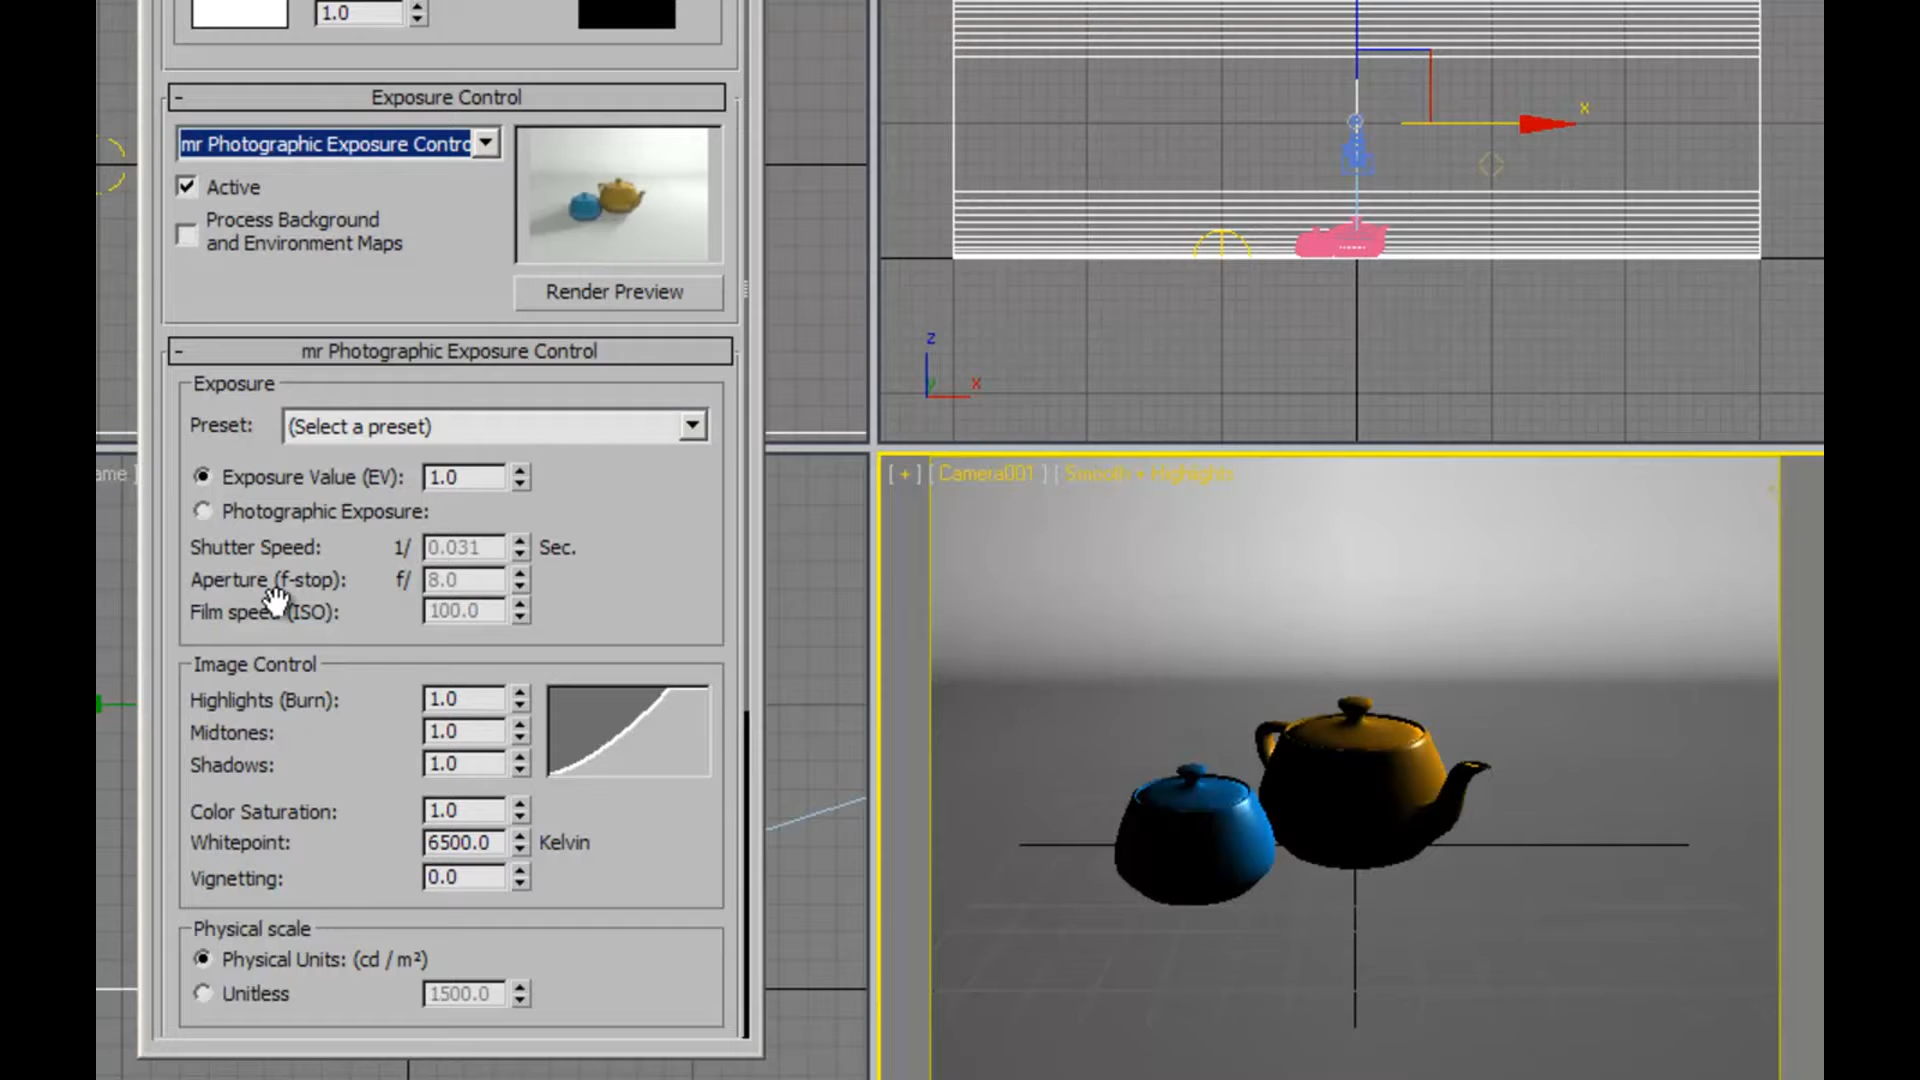 1.0
- Exposure Control
mr Photographic Exposure Contro
Active
Process Background
and Environment Maps
Render Preview
- mr Photographic Exposure Control
Exposure
Preset: (Select a preset)
Exposure Value (EV): 1.0
Photographic Exposure:
Shutter Speed: 1/ 0.031 Sec.
Aperture (f-stop): f/ 8.0
Film speed (ISO): 100.0
Image Control
Highlights (Burn): 1.0
Midtones: 1.0
Shadows: 1.0
Color Saturation: 1.0
Whitepoint: 6500.0 Kelvin
Vignetting: 0.0
Physical scale
Physical Units: (cd / m²)
Unitless 1500.0
ame ]
x
z
y
x
[ + ] [ Camera001 ] [ Smooth + Highlights